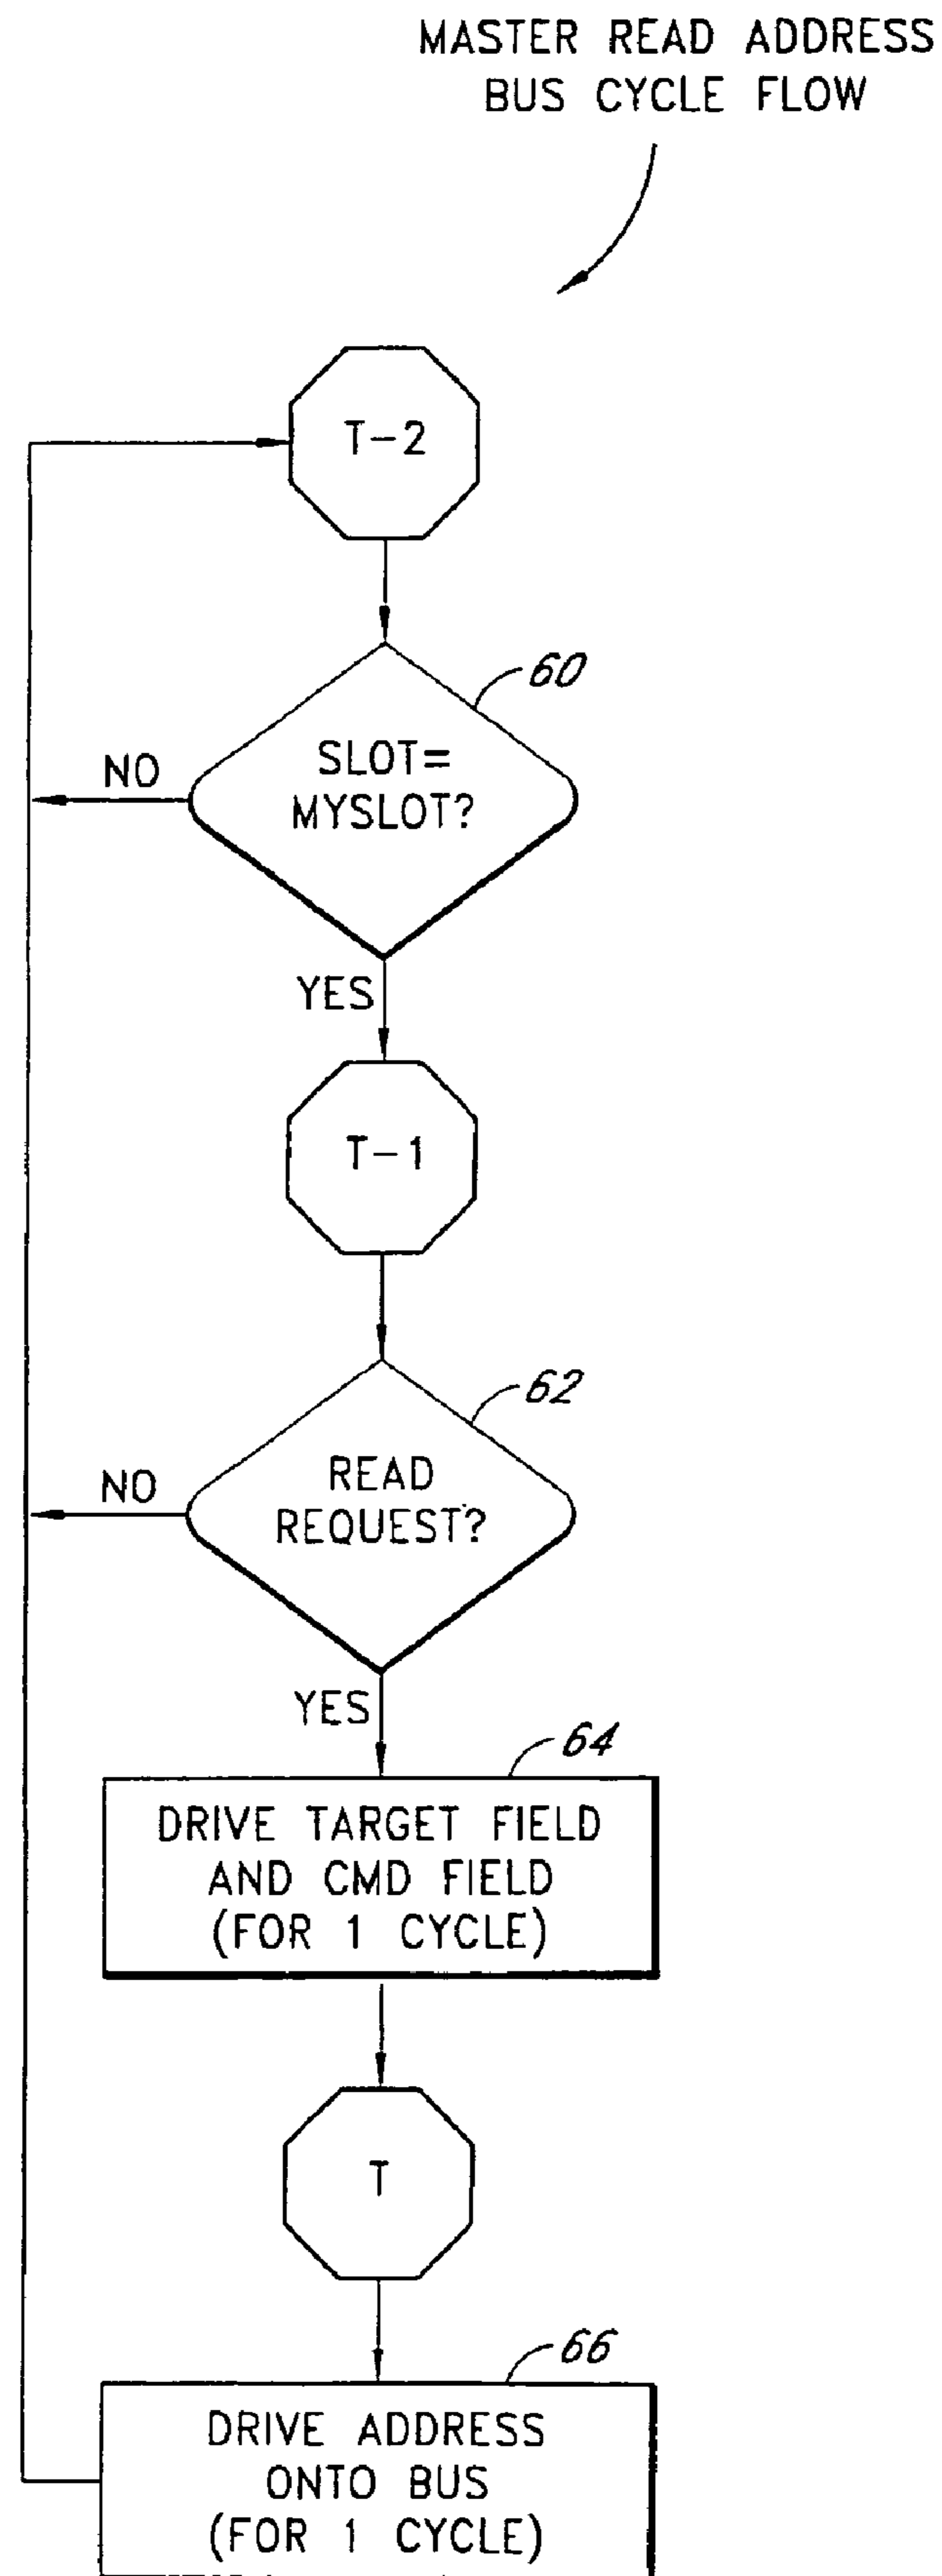 MASTER READ ADDRESS
BUS CYCLE FLOW
T-2
60
SLOT=
MYSLOT?
NO
YES
T-1
62
READ
REQUEST?
NO
YES
64
DRIVE TARGET FIELD
AND CMD FIELD
(FOR 1 CYCLE)
T
66
DRIVE ADDRESS
ONTO BUS
(FOR 1 CYCLE)